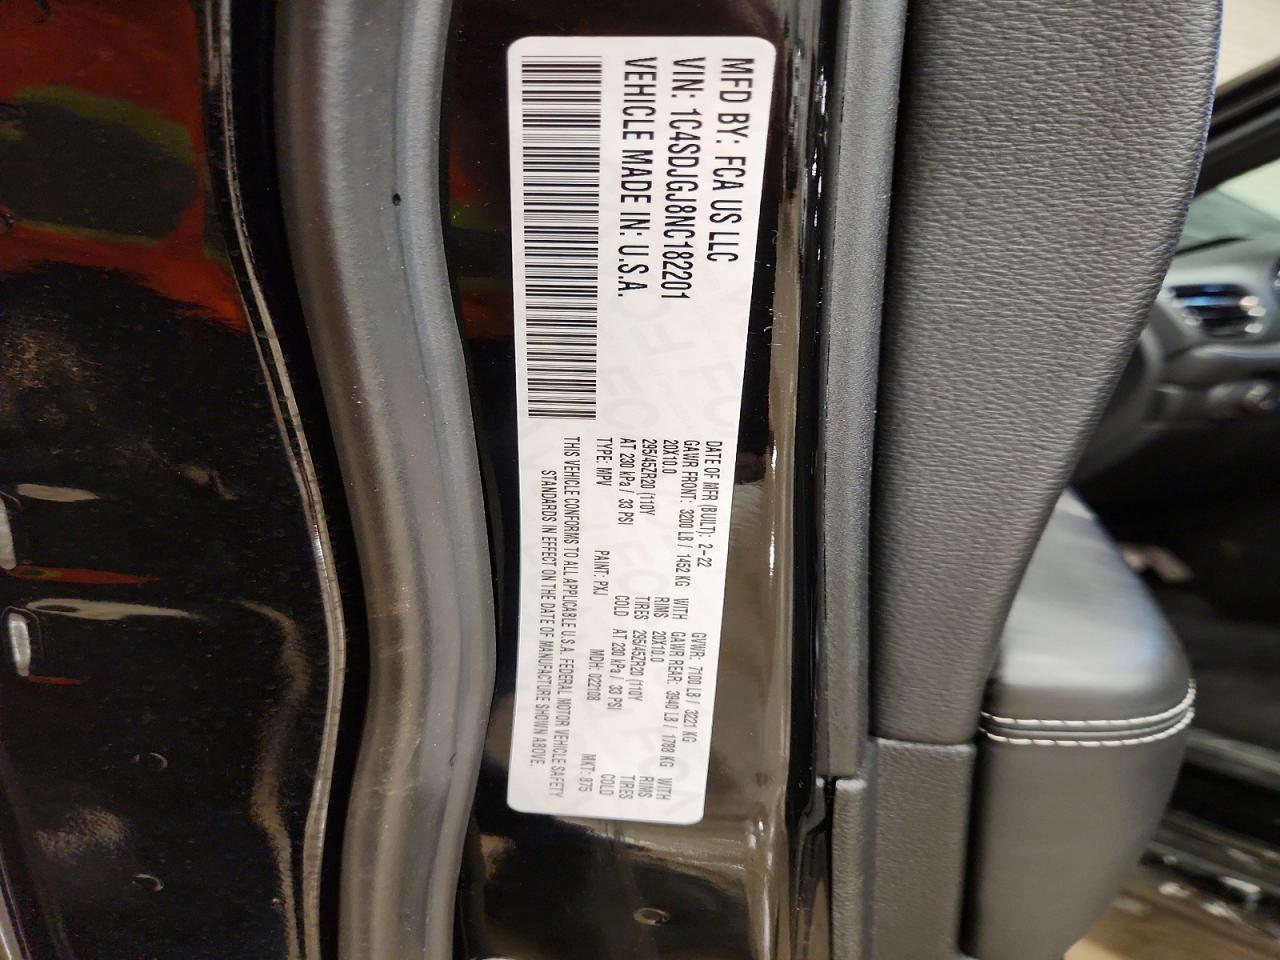 MFD BY: FCA US LLC
VIN: 1C4SDJGJ8NC182201
VEHICLE MADE IN: U.S.A.
DATE OF MFR (BUILT): 2-22 GVWR: 7100 LB / 3221 KG
GAWR FRONT: 3200 LB / 1452 KG WITH GAWR REAR: 3940 LB / 1788 KG WITH
20X10.0 RIMS 20X10.0 RIMS
295/45ZR20 (110Y TIRES 295/45ZR20 (110Y TIRES
AT 230 kPa / 33 PSI COLD AT 230 kPa / 33 PSI COLD
TYPE: MPV PAINT: PXJ MDH: 022108 MKT: 875
THIS VEHICLE CONFORMS TO ALL APPLICABLE U.S.A. FEDERAL MOTOR VEHICLE SAFETY
STANDARDS IN EFFECT ON THE DATE OF MANUFACTURE SHOWN ABOVE.